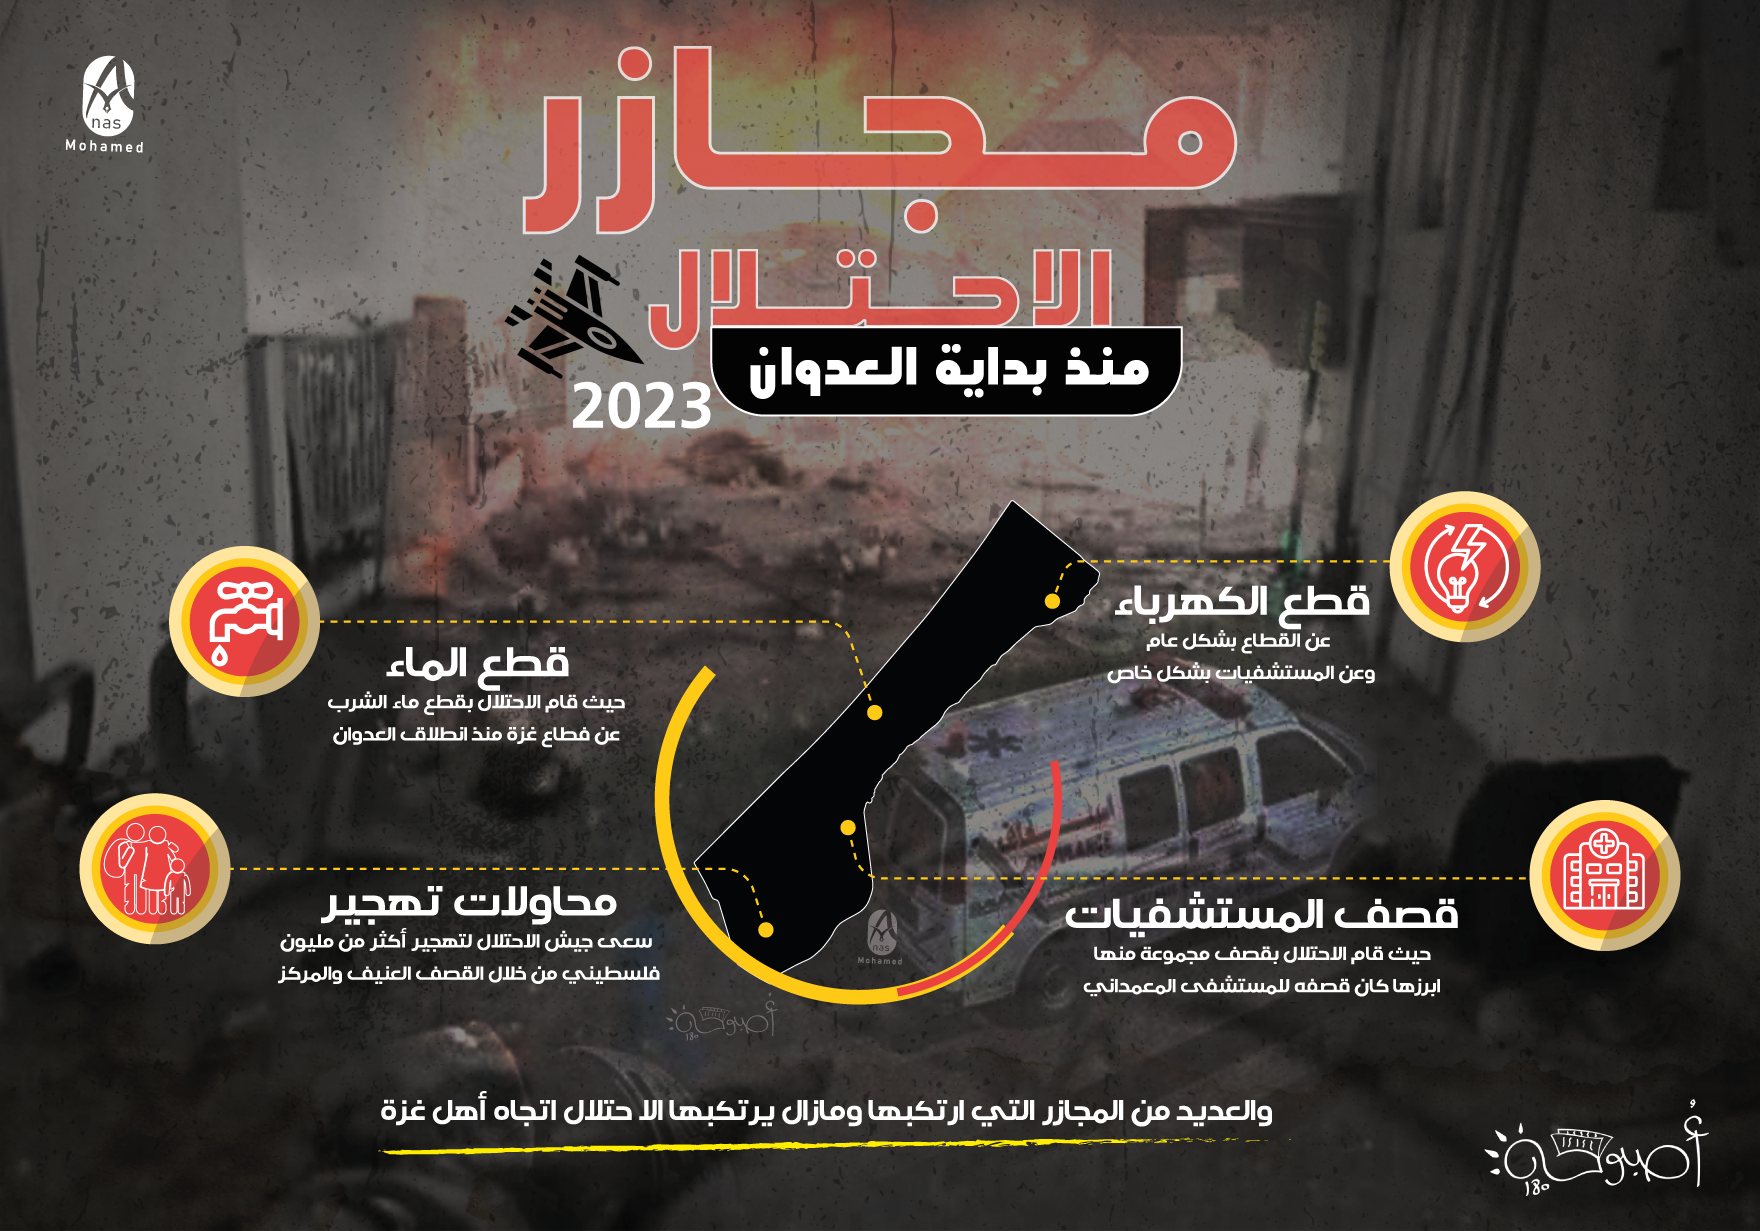 nas
Mohamed
مجازر
الاحتلال
منذ بداية العدوان
2023
قطع الكهرباء
عن القطاع بشكل عام
وعن المستشفيات بشكل خاص
قطع الماء
حيث قام الاحتلال بقطع ماء الشرب
عن فطاع غزة منذ انطلاق العدوان
قصف المستشفيات
حيث قام الاحتلال بقصف مجموعة منها
ابرزها كان قصفه للمستشفى المعمداني
محاولات تهجير
سعى جيش الاحتلال لتهجير أكثر من مليون
فلسطيني من خلال القصف العنيف والمركز
nas
Mohamed
والعديد من المجازر التي ارتكبها ومازال يرتكبها الا حتلال اتجاه أهل غزة